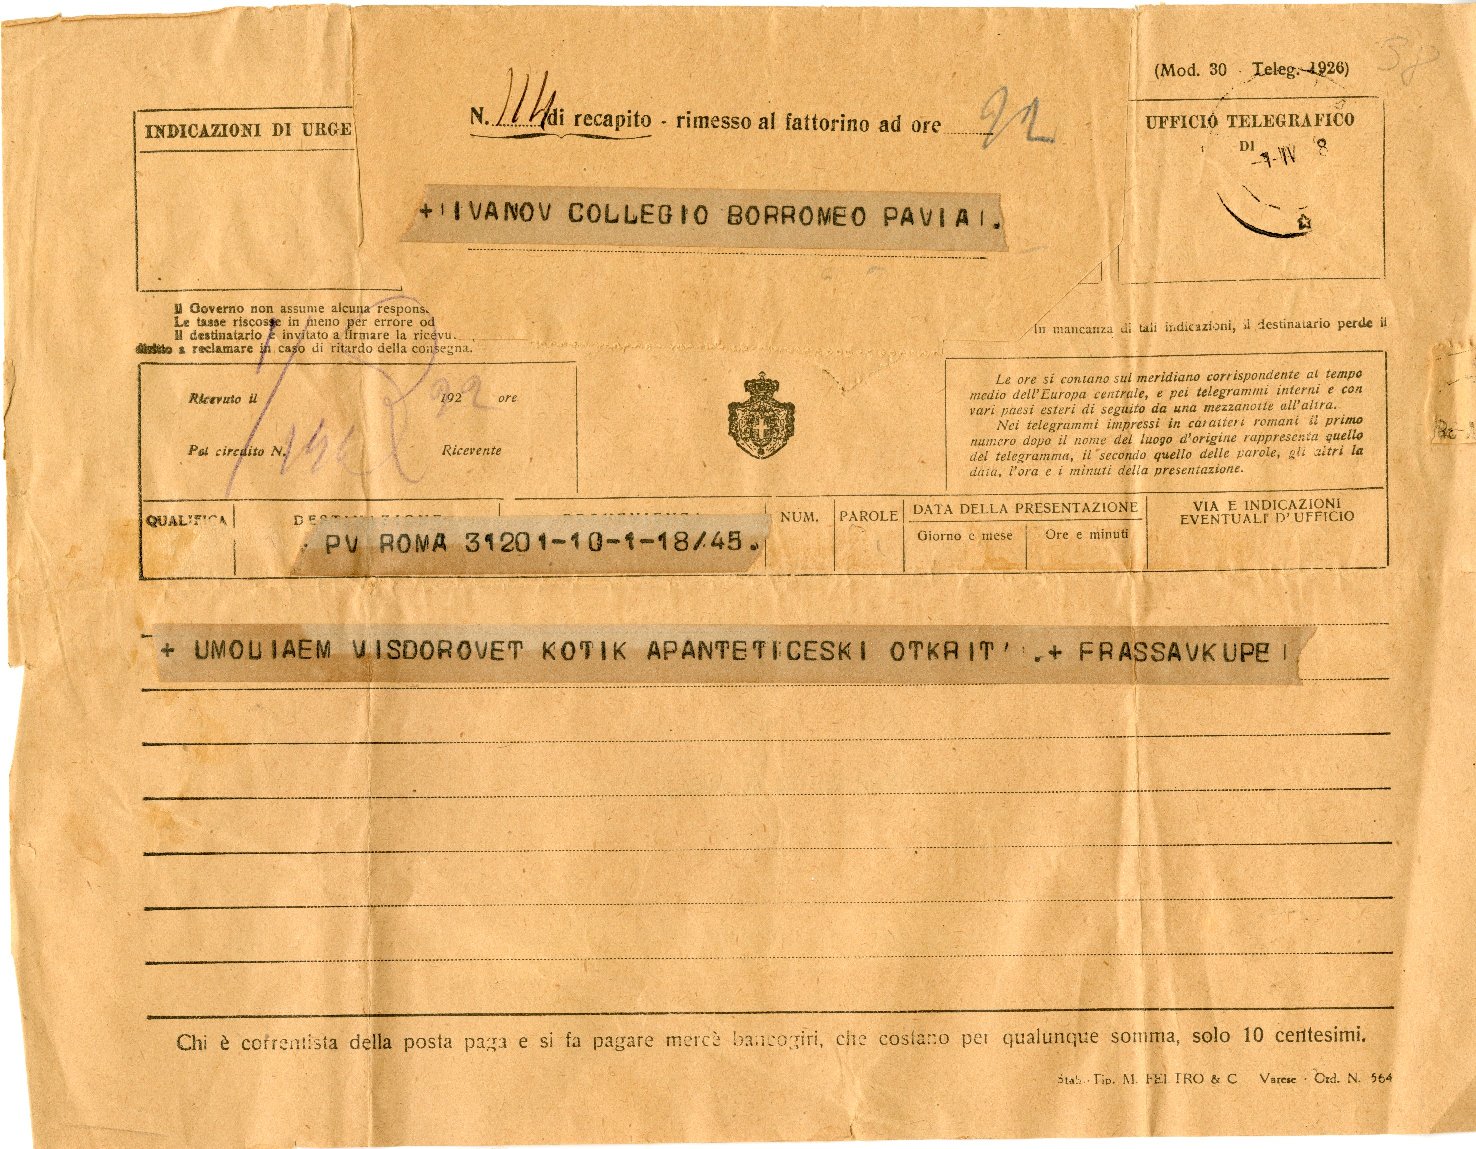 (Mod. 30 - Teleg. 1926)
58
INDICAZIONI DI URGE
N. 114 di recapito - rimesso al fattorino ad ore 22
UFFICIO TELEGRAFICO
DI
+ IVANOV COLLEGIO BORROMEO PAVIA .
Il Governo non assume alcuna respons.
Le tasse riscosse in meno per errore od
Il destinatario è invitato a firmare la ricevu.
diritto a reclamare in caso di ritardo della consegna.
In mancanza di tali indicazioni, il destinatario perde il
Ricevuto il 192 ore
Pel circuito N. Ricevente
Le ore si contano sul meridiano corrispondente al tempo
medio dell'Europa centrale, e pei telegrammi interni e con
vari paesi esteri di seguito da una mezzanotte all'altra.
Nei telegrammi impressi in caratteri romani il primo
numero dopo il nome del luogo d'origine rappresenta quello
del telegramma, il secondo quello delle parole, gli altri la
data, l'ora e i minuti della presentazione.
QUALIFICA DESTINAZIONE PROVENIENZA NUM. PAROLE DATA DELLA PRESENTAZIONE VIA E INDICAZIONI
EVENTUALI D'UFFICIO
Giorno e mese Ore e minuti
PV ROMA 31201-10-1-18/45.
+ UMOLIAEM VISDOROVET KOTIK APANTETICESKI OTKRIT' .+ FRASSAVKUPE
Chi è correntista della posta paga e si fa pagare mercè bancogiri, che costano per qualunque somma, solo 10 centesimi.
Stab. Tip. M. FELTRO & C Varese - Ord. N. 564